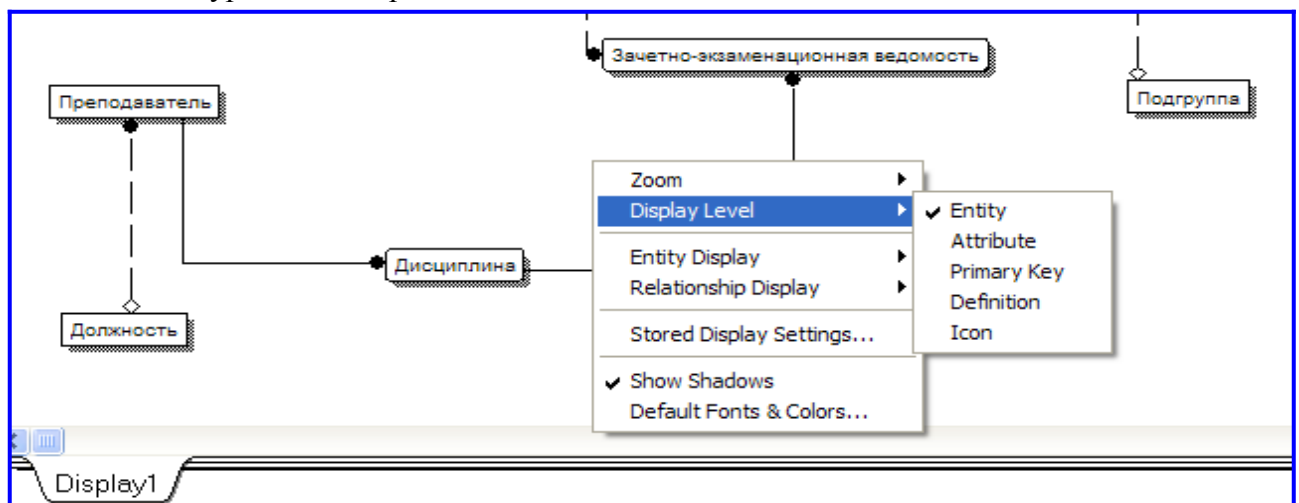 Зачетно-экзаменационная ведомость
Преподаватель
Подгруппа
Zoom
Display Level
Entity
Attribute
Entity Display
Primary Key
Дисциплина
Relationship Display
Definition
Должность
Stored Display Settings...
Icon
Show Shadows
Default Fonts & Colors...
Display1